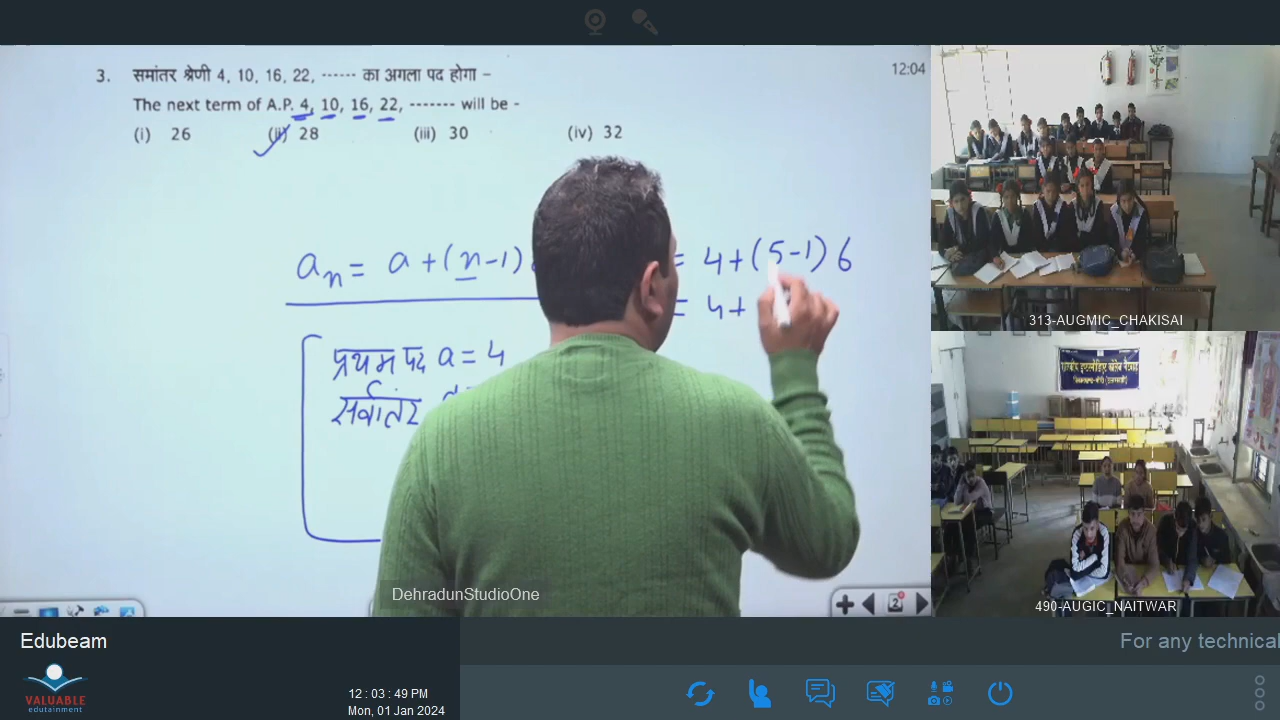 3. समांतर श्रेणी 4, 10, 16, 22, ------ का अगला पद होगा –
The next term of A.P. 4, 10, 16, 22, ------- will be -
(i) 26 (ii) 28 (iii) 30 (iv) 32
12:04
aₙ = a + (n-1)
= 4+(5-1) 6
= 4+
प्रथम पद a = 4
सर्वांतर
DehradunStudioOne
2
313-AUGMIC_CHAKISAI
490-AUGIC_NAITWAR
Edubeam
For any technical
VALUABLE
edutainment
12 : 03 : 49 PM
Mon, 01 Jan 2024